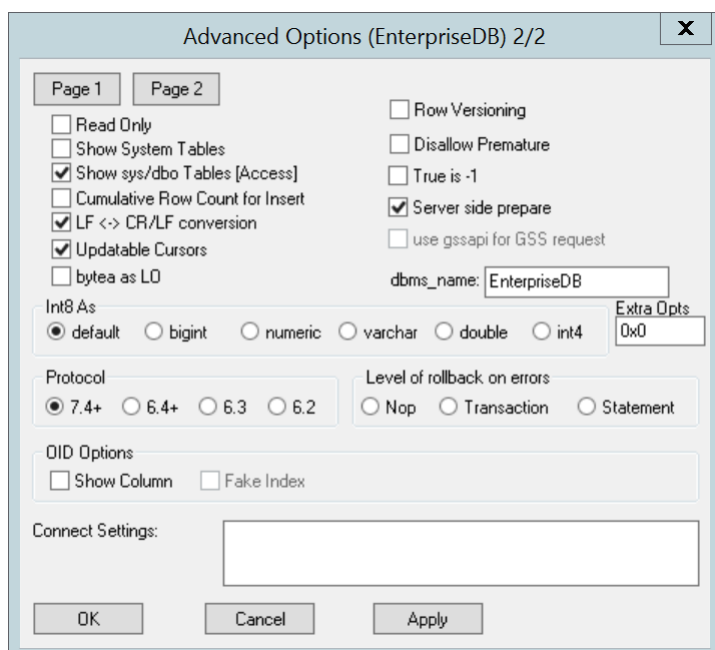 Advanced Options (EnterpriseDB) 2/2
X
Page 1 Page 2
Read Only
Show System Tables
Show sys/dbo Tables [Access]
Cumulative Row Count for Insert
LF <-> CR/LF conversion
Updatable Cursors
bytea as LO
Row Versioning
Disallow Premature
True is -1
Server side prepare
use gssapi for GSS request
dbms_name: EnterpriseDB
Int8 As
default bigint numeric varchar double int4
Extra Opts
0x0
Protocol
7.4+ 6.4+ 6.3 6.2
Level of rollback on errors
Nop Transaction Statement
OID Options
Show Column Fake Index
Connect Settings:
OK Cancel Apply